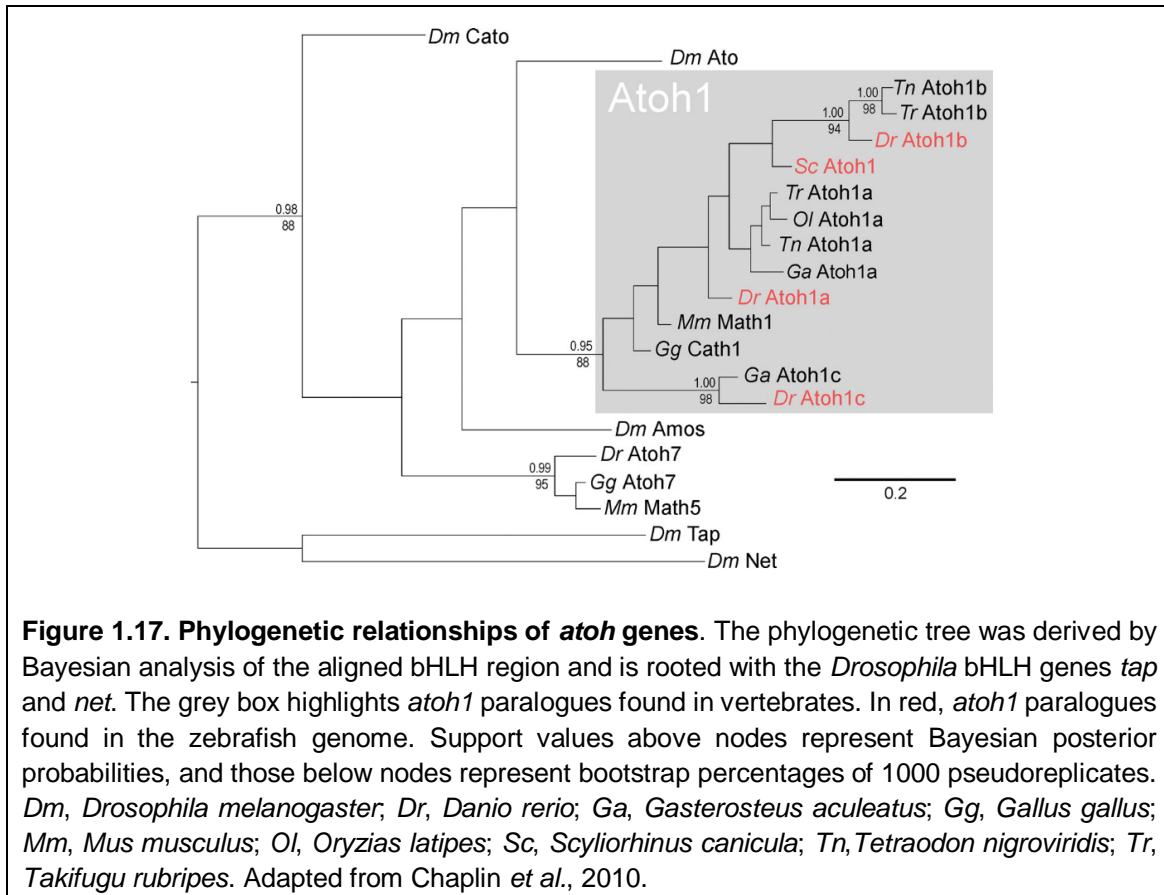 Dm Cato
Dm Ato
Atoh1
1.00
98
Tn Atoh1b
Tr Atoh1b
1.00
94
Dr Atoh1b
Sc Atoh1
Tr Atoh1a
Ol Atoh1a
Tn Atoh1a
Ga Atoh1a
0.98
88
Dr Atoh1a
Mm Math1
Gg Cath1
0.95
88
Ga Atoh1c
1.00
98
Dr Atoh1c
Dm Amos
Dr Atoh7
0.99
95
Gg Atoh7
Mm Math5
0.2
Dm Tap
Dm Net
Figure 1.17. Phylogenetic relationships of atoh genes. The phylogenetic tree was derived by
Bayesian analysis of the aligned bHLH region and is rooted with the Drosophila bHLH genes tap
and net. The grey box highlights atoh1 paralogues found in vertebrates. In red, atoh1 paralogues
found in the zebrafish genome. Support values above nodes represent Bayesian posterior
probabilities, and those below nodes represent bootstrap percentages of 1000 pseudoreplicates.
Dm, Drosophila melanogaster; Dr, Danio rerio; Ga, Gasterosteus aculeatus; Gg, Gallus gallus;
Mm, Mus musculus; Ol, Oryzias latipes; Sc, Scyliorhinus canicula; Tn,Tetraodon nigroviridis; Tr,
Takifugu rubripes. Adapted from Chaplin et al., 2010.